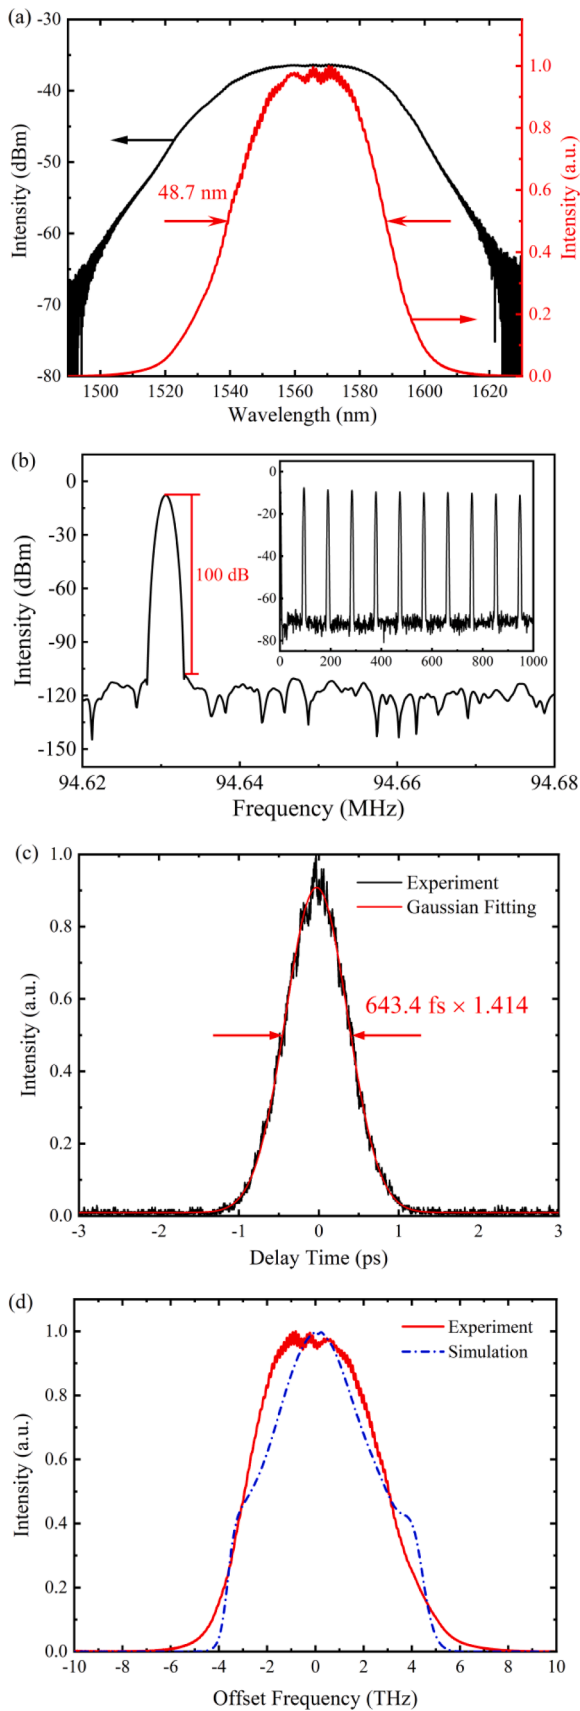 (a)
-30
-40
-50
-60
-70
-80
Intensity (dBm)
48.7 nm
1.0
0.8
0.6
0.4
0.2
0.0
Intensity (a.u.)
1500 1520 1540 1560 1580 1600 1620
Wavelength (nm)
(b)
0
-30
-60
-90
-120
-150
Intensity (dBm)
100 dB
0
-20
-40
-60
-80
0 200 400 600 800 1000
94.62 94.64 94.66 94.68
Frequency (MHz)
(c)
1.0
0.8
0.6
0.4
0.2
0.0
Intensity (a.u.)
Experiment
Gaussian Fitting
643.4 fs × 1.414
-3 -2 -1 0 1 2 3
Delay Time (ps)
(d)
1.0
0.8
0.6
0.4
0.2
0.0
Intensity (a.u.)
Experiment
Simulation
-10 -8 -6 -4 -2 0 2 4 6 8 10
Offset Frequency (THz)